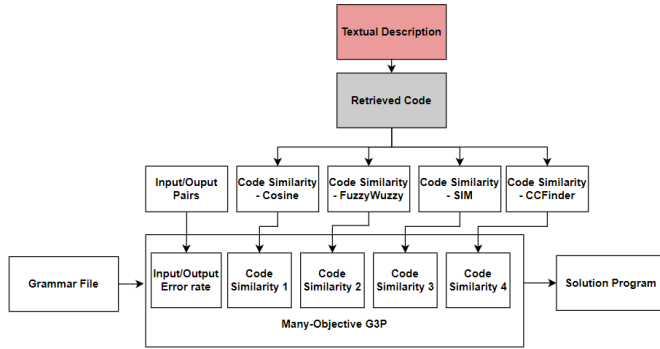 Textual Description
Retrieved Code
Input/Ouput
Pairs
Code Similarity
- Cosine
Code Similarity
- FuzzyWuzzy
Code Similarity
- SIM
Code Similarity
- CCFinder
Grammar File
Input/Output
Error rate
Code
Similarity 1
Code
Similarity 2
Code
Similarity 3
Code
Similarity 4
Solution Program
Many-Objective G3P